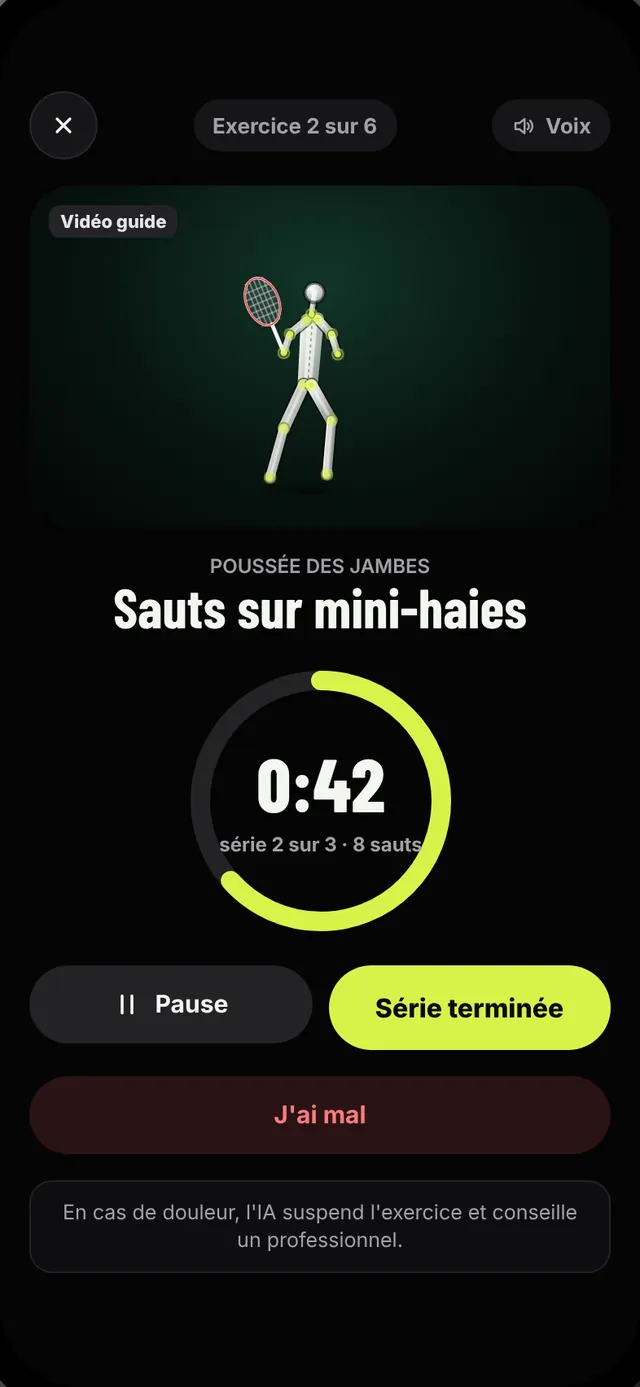 Exercice 2 sur 6
Voix
Vidéo guide
POUSSÉE DES JAMBES
Sauts sur mini-haies
0:42
série 2 sur 3 · 8 sauts
Pause
Série terminée
J'ai mal
En cas de douleur, l'IA suspend l'exercice et conseille
un professionnel.